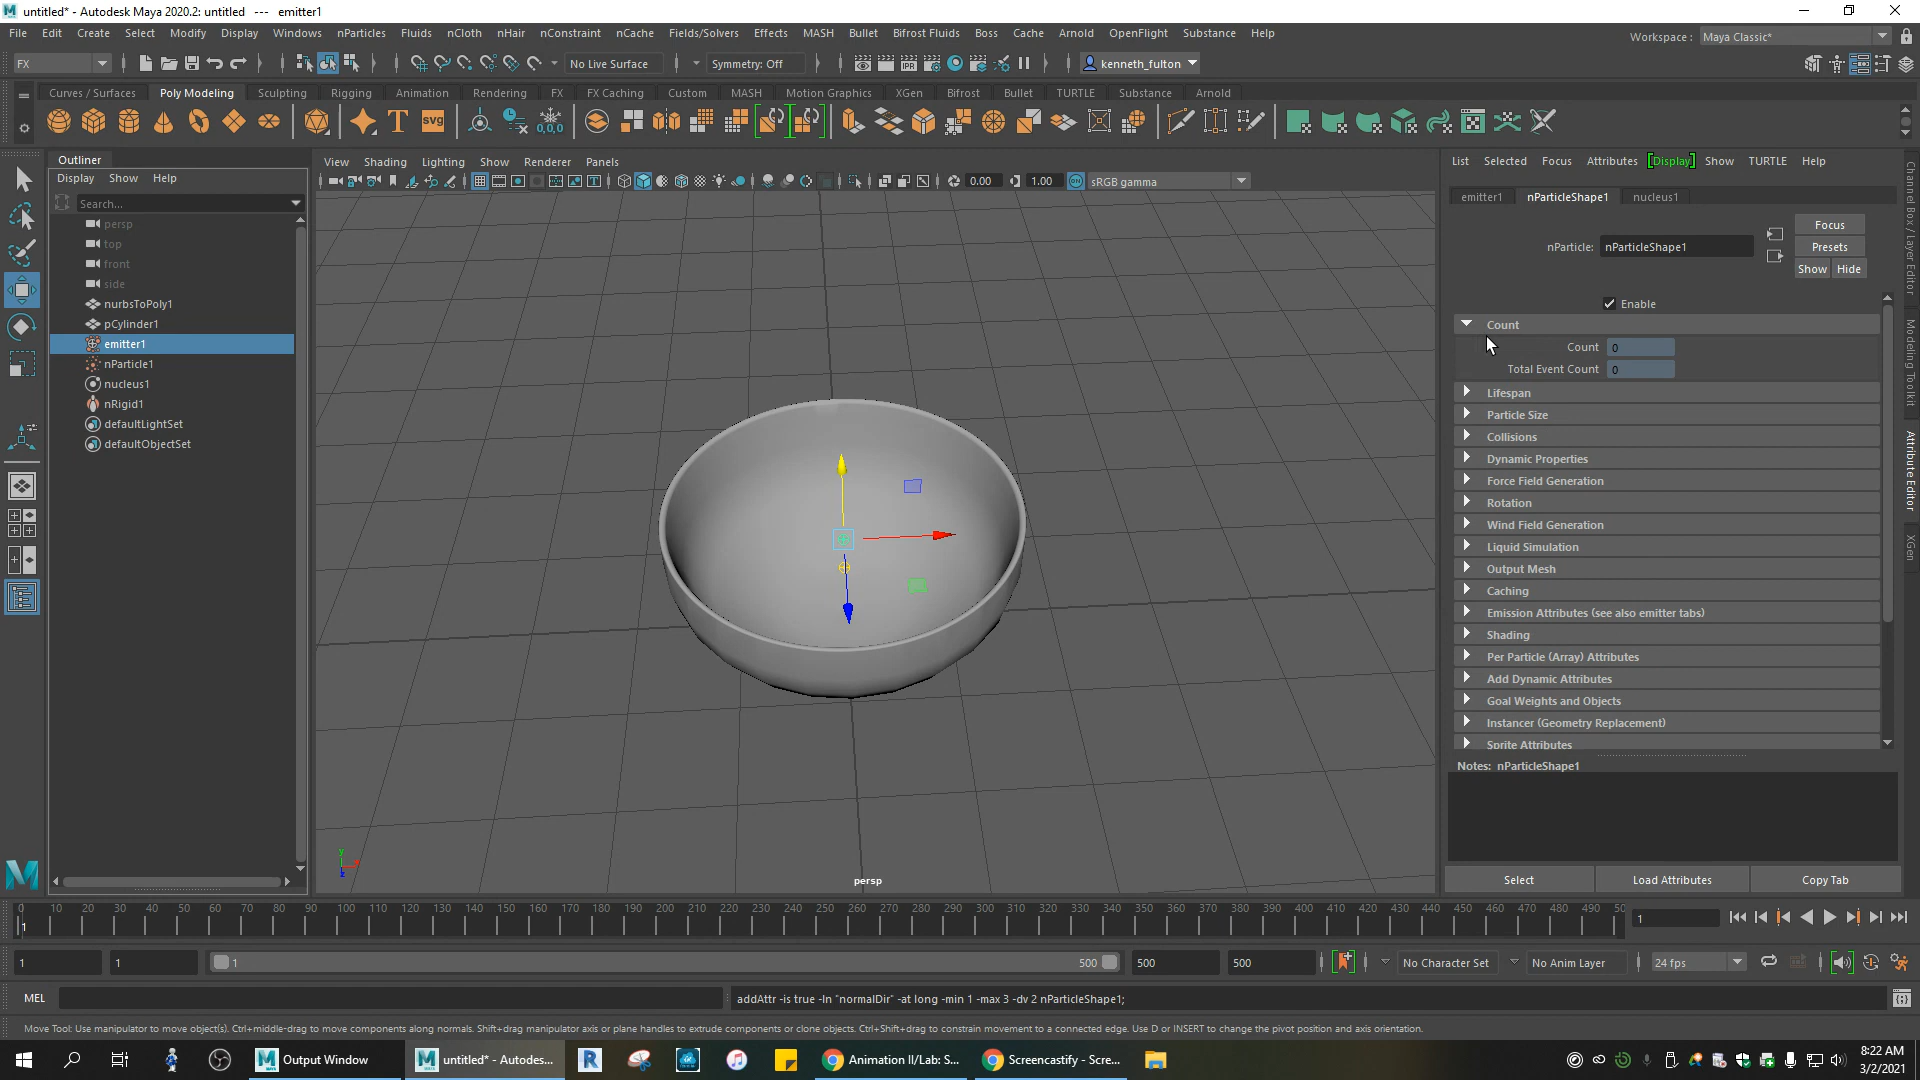 untitled* - Autodesk Maya 2020.2: untitled   ---   emitter1
File Edit Create Select Modify Display Windows nParticles Fluids nCloth nHair nConstraint nCache Fields/Solvers Effects MASH Bullet Bifrost Fluids Boss Cache Arnold OpenFlight Substance Help
Workspace : Maya Classic*
FX
No Live Surface
Symmetry: Off
kenneth_fulton
Curves / Surfaces Poly Modeling Sculpting Rigging Animation Rendering FX FX Caching Custom MASH Motion Graphics XGen Bifrost Bullet TURTLE Substance Arnold
Outliner
Display Show Help
Search...
persp
top
front
side
nurbsToPoly1
pCylinder1
emitter1
nParticle1
nucleus1
nRigid1
defaultLightSet
defaultObjectSet
View Shading Lighting Show Renderer Panels
0.00 1.00 sRGB gamma
persp
List Selected Focus Attributes [Display] Show TURTLE Help
emitter1 nParticleShape1 nucleus1
Focus
nParticle: nParticleShape1
Presets
Show Hide
Enable
Count
Count 0
Total Event Count 0
Lifespan
Particle Size
Collisions
Dynamic Properties
Force Field Generation
Rotation
Wind Field Generation
Liquid Simulation
Output Mesh
Caching
Emission Attributes (see also emitter tabs)
Shading
Per Particle (Array) Attributes
Add Dynamic Attributes
Goal Weights and Objects
Instancer (Geometry Replacement)
Sprite Attributes
Notes: nParticleShape1
Select Load Attributes Copy Tab
Channel Box / Layer Editor
Modeling Toolkit
Attribute Editor
XGen
0 10 20 30 40 50 60 70 80 90 100 110 120 130 140 150 160 170 180 190 200 210 220 230 240 250 260 270 280 290 300 310 320 330 340 350 360 370 380 390 400 410 420 430 440 450 460 470 480 490 50
1
1
1 1 1 500 500 500 No Character Set No Anim Layer 24 fps
MEL
addAttr -is true -ln "normalDir" -at long -min 1 -max 3 -dv 2 nParticleShape1;
Move Tool: Use manipulator to move object(s). Ctrl+middle-drag to move components along normals. Shift+drag manipulator axis or plane handles to extrude components or clone objects. Ctrl+Shift+drag to constrain movement to a connected edge. Use D or INSERT to change the pivot position and axis orientation.
Output Window
untitled* - Autodes...
Animation II/Lab: S...
Screencastify - Scre...
8:22 AM
3/2/2021